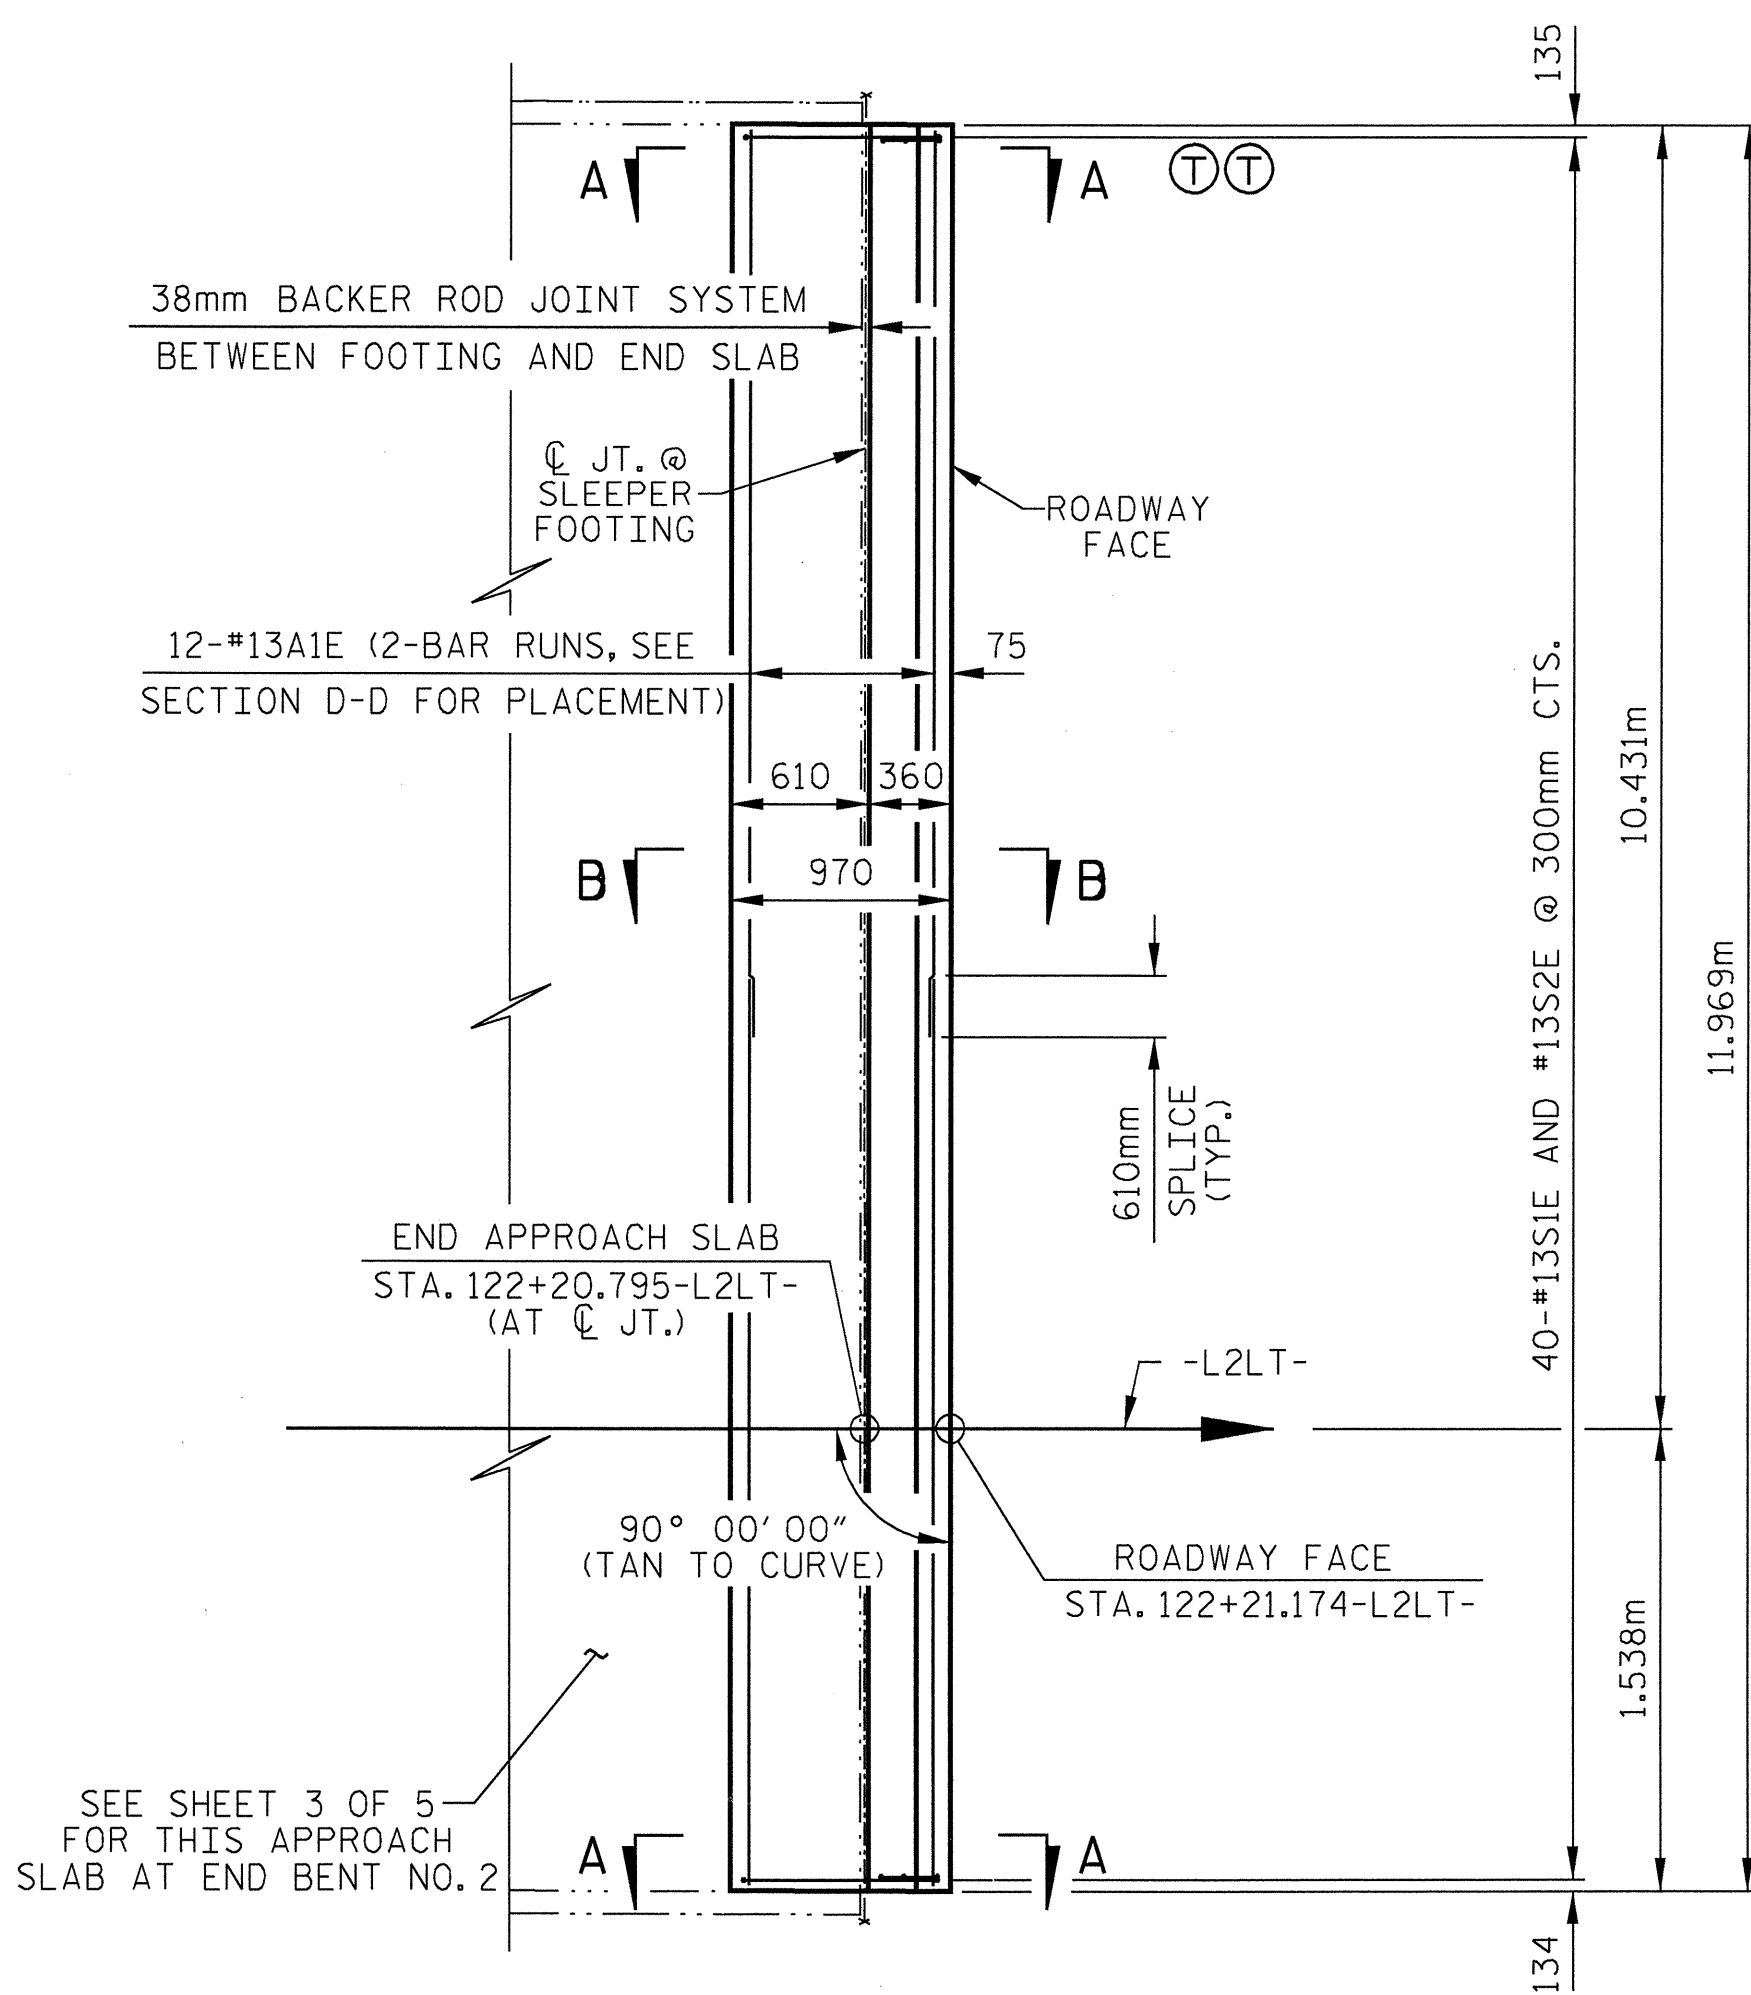 135
A
A
T T
38mm BACKER ROD JOINT SYSTEM
BETWEEN FOOTING AND END SLAB
℄ JT. @
SLEEPER
FOOTING
ROADWAY
FACE
12-#13A1E (2-BAR RUNS, SEE
SECTION D-D FOR PLACEMENT)
75
610
360
970
B
B
40-#13S1E AND #13S2E @ 300mm CTS.
10.431m
11.969m
610mm
SPLICE
(TYP.)
END APPROACH SLAB
STA. 122+20.795-L2LT-
(AT ℄ JT.)
-L2LT-
90° 00' 00"
(TAN TO CURVE)
ROADWAY FACE
STA. 122+21.174-L2LT-
1.538m
SEE SHEET 3 OF 5
FOR THIS APPROACH
SLAB AT END BENT NO. 2
A
A
134